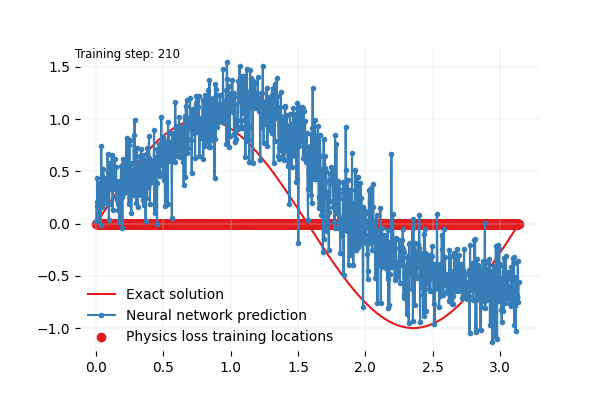 Training step: 210
1.5
1.0
0.5
0.0
−0.5
−1.0
Exact solution
Neural network prediction
Physics loss training locations
0.0 0.5 1.0 1.5 2.0 2.5 3.0